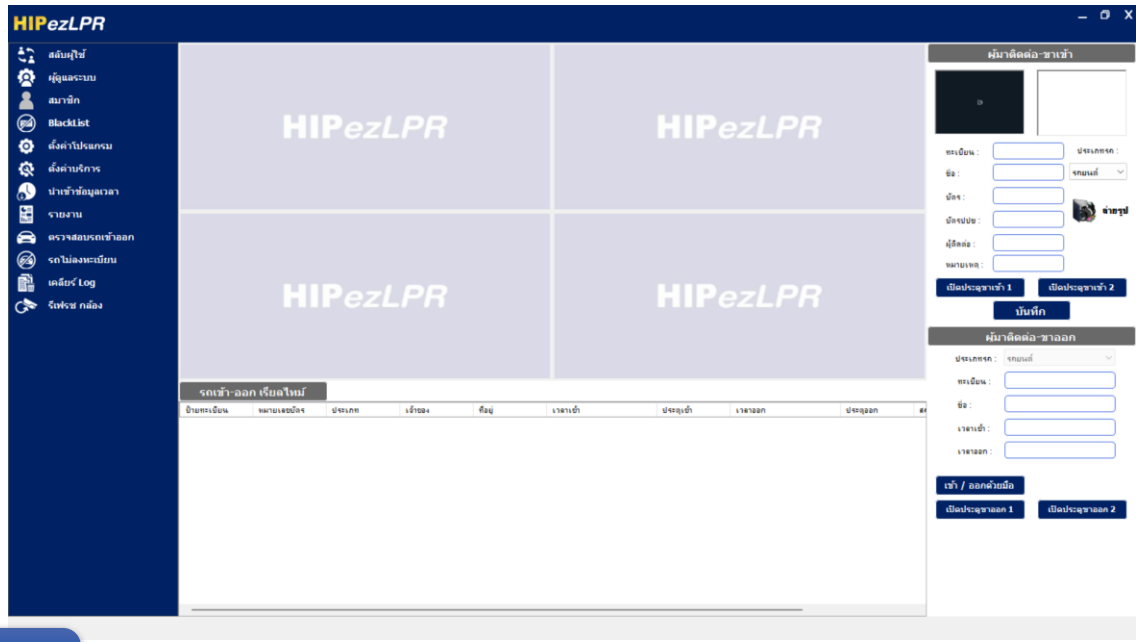 HIPezLPR
สลับผู้ใช้
ผู้ดูแลระบบ
สมาชิก
BlackList
ตั้งค่าโปรแกรม
ตั้งค่าบริการ
นำเข้าข้อมูลเวลา
รายงาน
ตรวจสอบรถเข้าออก
รถไม่ลงทะเบียน
เคลียร์ Log
รีเฟรช กล้อง
HIPezLPR
HIPezLPR
HIPezLPR
HIPezLPR
รถเข้า-ออก เรียลไทม์
ป้ายทะเบียน หมายเลขบัตร ประเภท เจ้าของ ที่อยู่ เวลาเข้า ประตูเข้า เวลาออก ประตูออก
ผู้มาติดต่อ-ขาเข้า
ทะเบียน : ประเภทรถ :
ชื่อ : รถยนต์
บัตร :
ถ่ายรูป
บัตรปปช :
ผู้ติดต่อ :
หมายเหตุ :
เปิดประตูขาเข้า 1 เปิดประตูขาเข้า 2
บันทึก
ผู้มาติดต่อ-ขาออก
ประเภทรถ : รถยนต์
ทะเบียน :
ชื่อ :
เวลาเข้า :
เวลาออก :
เข้า / ออกด้วยมือ
เปิดประตูขาออก 1 เปิดประตูขาออก 2